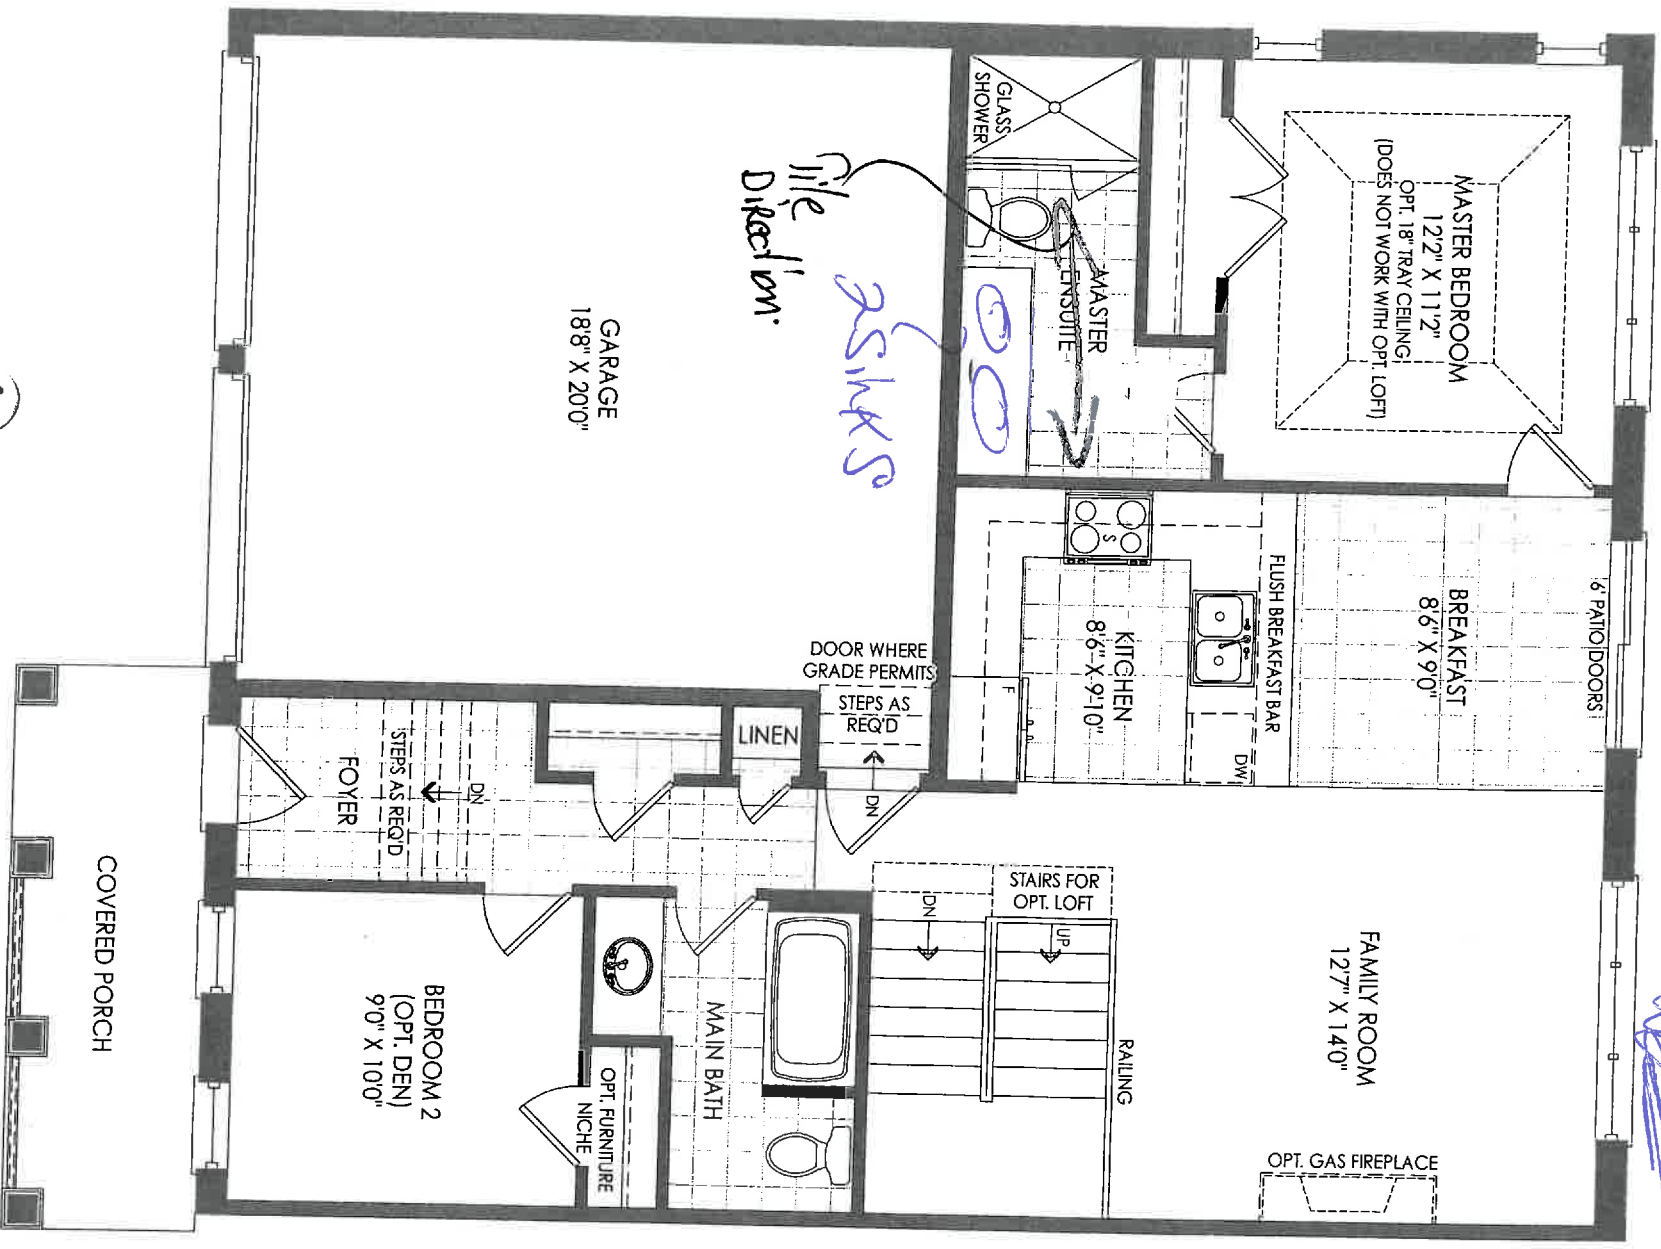 GLASS
SHOWER
MASTER
ENSUITE
MASTER BEDROOM
12'2" X 11'2"
OPT. 18" TRAY CEILING
(DOES NOT WORK WITH OPT. LOFT)
Tile
Direction.
2 Sinks
GARAGE
18'8" X 20'0"
6' PATIO DOORS
BREAKFAST
8'6" X 9'0"
FLUSH BREAKFAST BAR
S
KITCHEN
8'6" X 9'10"
DW
F
DOOR WHERE
GRADE PERMITS
STEPS AS
REQ'D
DN
LINEN
DN
STEPS AS REQ'D
FOYER
STAIRS FOR
OPT. LOFT
DN
UP
RAILING
FAMILY ROOM
12'7" X 14'0"
OPT. GAS FIREPLACE
MAIN BATH
OPT. FURNITURE
NICHE
BEDROOM 2
(OPT. DEN)
9'0" X 10'0"
COVERED PORCH